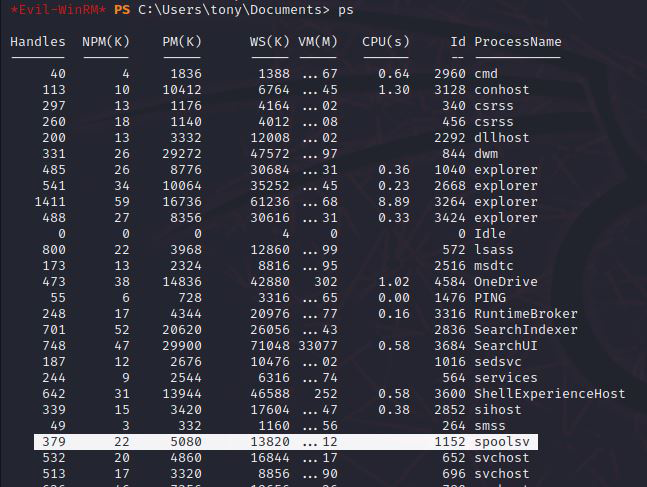 *Evil-WinRM* PS C:\Users\tony\Documents> ps
Handles NPM(K) PM(K) WS(K) VM(M) CPU(s) Id ProcessName
------- ------ ----- ----- ----- ------ -- -----------
40 4 1836 1388 ...67 0.64 2960 cmd
113 10 10412 6764 ...45 1.30 3128 conhost
297 13 1176 4164 ...02 340 csrss
260 18 1140 4012 ...08 456 csrss
200 13 3332 12008 ...02 2292 dllhost
331 26 29272 47572 ...97 844 dwm
485 26 8776 30684 ...31 0.36 1040 explorer
541 34 10064 35252 ...45 0.23 2668 explorer
1411 59 16736 61236 ...68 8.89 3264 explorer
488 27 8356 30616 ...31 0.33 3424 explorer
0 0 0 4 0 0 Idle
800 22 3968 12860 ...99 572 lsass
173 13 2324 8816 ...95 2516 msdtc
473 38 14836 42880 302 1.02 4584 OneDrive
55 6 728 3316 ...65 0.00 1476 PING
248 17 4344 20976 ...77 0.16 3316 RuntimeBroker
701 52 20620 26056 ...43 2836 SearchIndexer
748 47 29900 71048 33077 0.58 3684 SearchUI
187 12 2676 10476 ...02 1016 sedsvc
244 9 2544 6316 ...74 564 services
642 31 13944 46588 252 0.58 3600 ShellExperienceHost
339 15 3420 17604 ...47 0.38 2852 sihost
49 3 332 1160 ...56 264 smss
379 22 5080 13820 ...12 1152 spoolsv
532 20 4860 16844 ...17 652 svchost
513 17 3320 8856 ...90 696 svchost